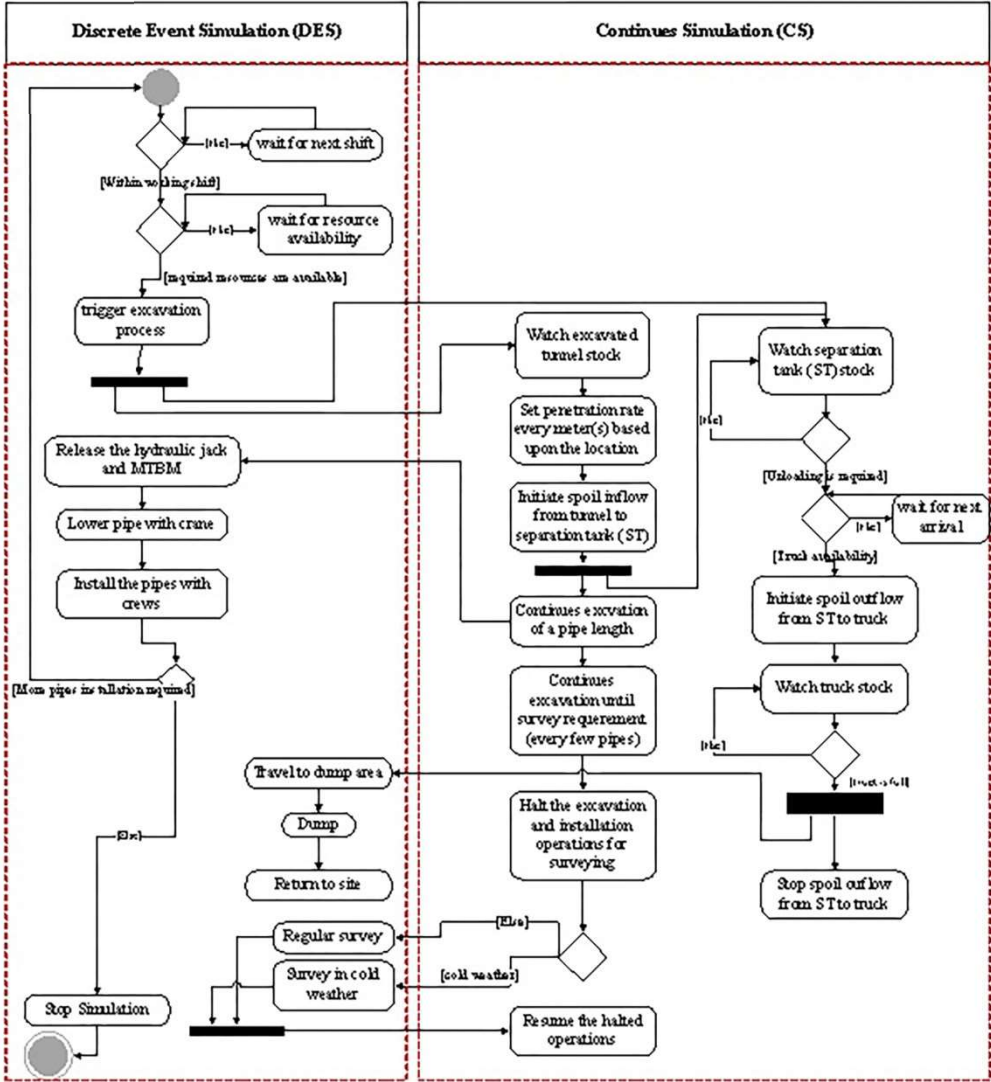 Discrete Event Simulation (DES)
Continues Simulation (CS)
wait for next shift
[Within working shift]
wait for resource
availability
[required resources are available]
trigger excavation
process
Release the hydraulic jack
and MTBM
Lower pipe with crane
Install the pipes with
crews
[More pipes installation required]
[Else]
Travel to dump area
Dump
Return to site
Regular survey
Survey in cold
weather
Stop Simulation
Watch excavated
tunnel stock
Set penetration rate
every meter(s) based
upon the location
Initiate spoil inflow
from tunnel to
separation tank (ST)
Continues excvation
of a pipe length
Continues
excavation until
survey requerement
(every few pipes)
Halt the excavation
and installation
operations for
surveying
[Else]
[cold weather]
Resume the halted
operations
Watch separation
tank (ST) stock
[Unloading is required]
wait for next
arrival
[Truck availability]
Initiate spoil outflow
from ST to truck
Watch truck stock
Stop spoil outflow
from ST to truck